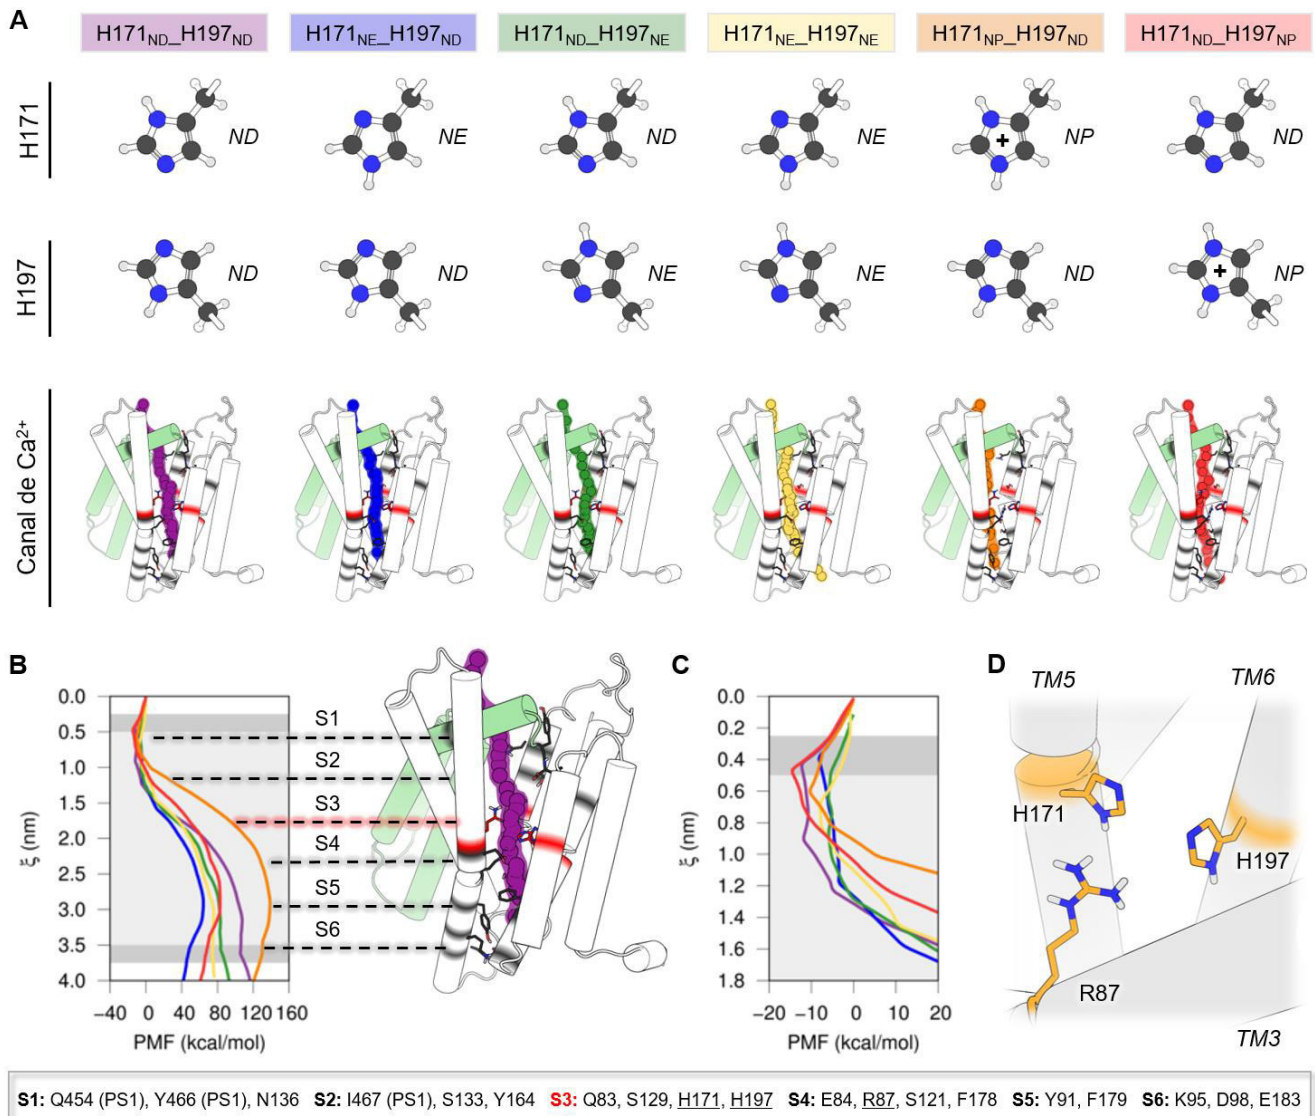 A
H171ND_H197ND H171NE_H197ND H171ND_H197NE H171NE_H197NE H171NP_H197ND H171ND_H197NP
H171
ND NE ND NE NP ND
+
H197
ND ND NE NE ND NP
+
Canal de Ca2+
B
ξ (nm)
0.0
0.5
1.0
1.5
2.0
2.5
3.0
3.5
4.0
−40 0 40 80 120 160
PMF (kcal/mol)
S1
S2
S3
S4
S5
S6
C
ξ (nm)
0.0
0.2
0.4
0.6
0.8
1.0
1.2
1.4
1.6
1.8
−20 −10 0 10 20
PMF (kcal/mol)
D
TM5 TM6
H171
H197
R87
TM3
S1: Q454 (PS1), Y466 (PS1), N136 S2: I467 (PS1), S133, Y164 S3: Q83, S129, H171, H197 S4: E84, R87, S121, F178 S5: Y91, F179 S6: K95, D98, E183